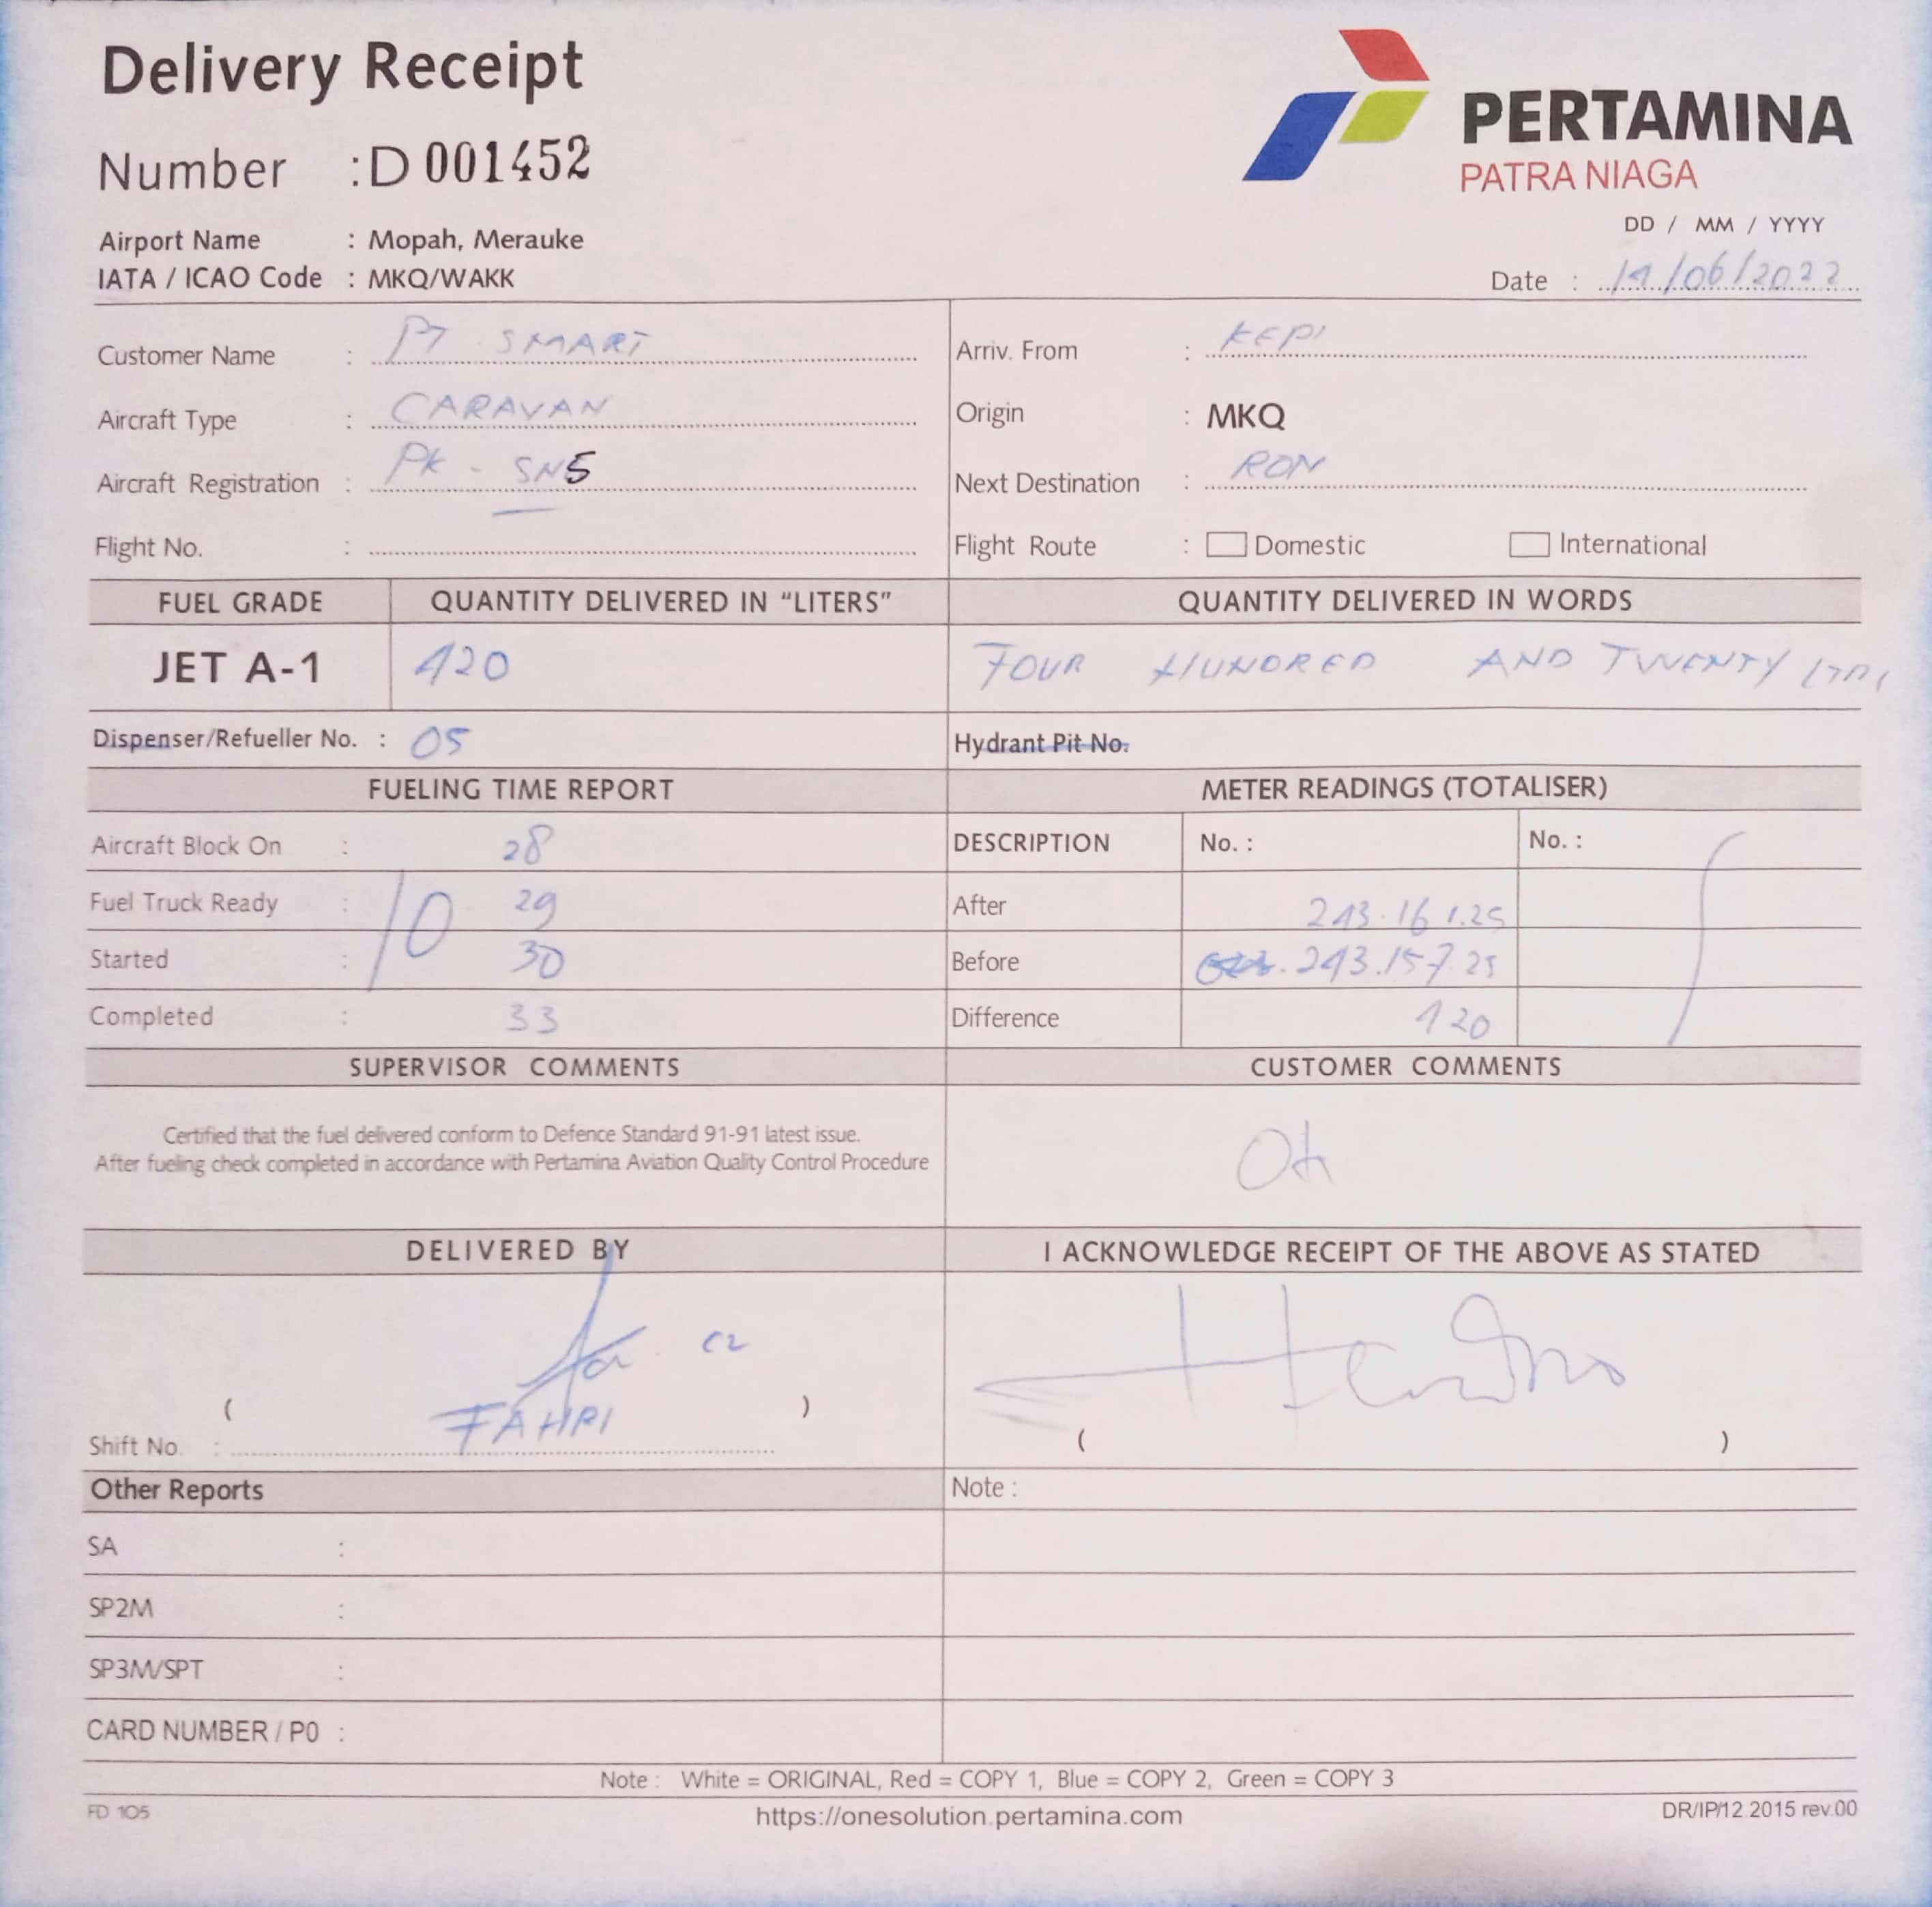 Delivery Receipt
PERTAMINA
PATRA NIAGA
Number : D 001452
DD / MM / YYYY
Airport Name : Mopah, Merauke
IATA / ICAO Code : MKQ/WAKK
Date : 14/06/2022
Customer Name : PT SMART
Arriv. From : KEPI
Aircraft Type : CARAVAN
Origin : MKQ
Aircraft Registration : PK - SN5
Next Destination : RON
Flight No. :
Flight Route : Domestic International
FUEL GRADE QUANTITY DELIVERED IN “LITERS” QUANTITY DELIVERED IN WORDS
JET A-1 420 FOUR HUNDRED AND TWENTY
Dispenser/Refueller No. : 05 Hydrant Pit No.
FUELING TIME REPORT METER READINGS (TOTALISER)
Aircraft Block On : 28 DESCRIPTION No. : No. :
Fuel Truck Ready : 10 29 After 243.161.25
Started : 30 Before 243.157.25
Completed : 33 Difference 420
SUPERVISOR COMMENTS CUSTOMER COMMENTS
Certified that the fuel delivered conform to Defence Standard 91-91 latest issue.
After fueling check completed in accordance with Pertamina Aviation Quality Control Procedure
Ok
DELIVERED BY I ACKNOWLEDGE RECEIPT OF THE ABOVE AS STATED
( FAHRI )
Shift No. :
( )
Other Reports Note :
SA :
SP2M :
SP3M/SPT :
CARD NUMBER / P0 :
Note : White = ORIGINAL, Red = COPY 1, Blue = COPY 2, Green = COPY 3
FD 105 https://onesolution.pertamina.com DR/IP/12 2015 rev.00